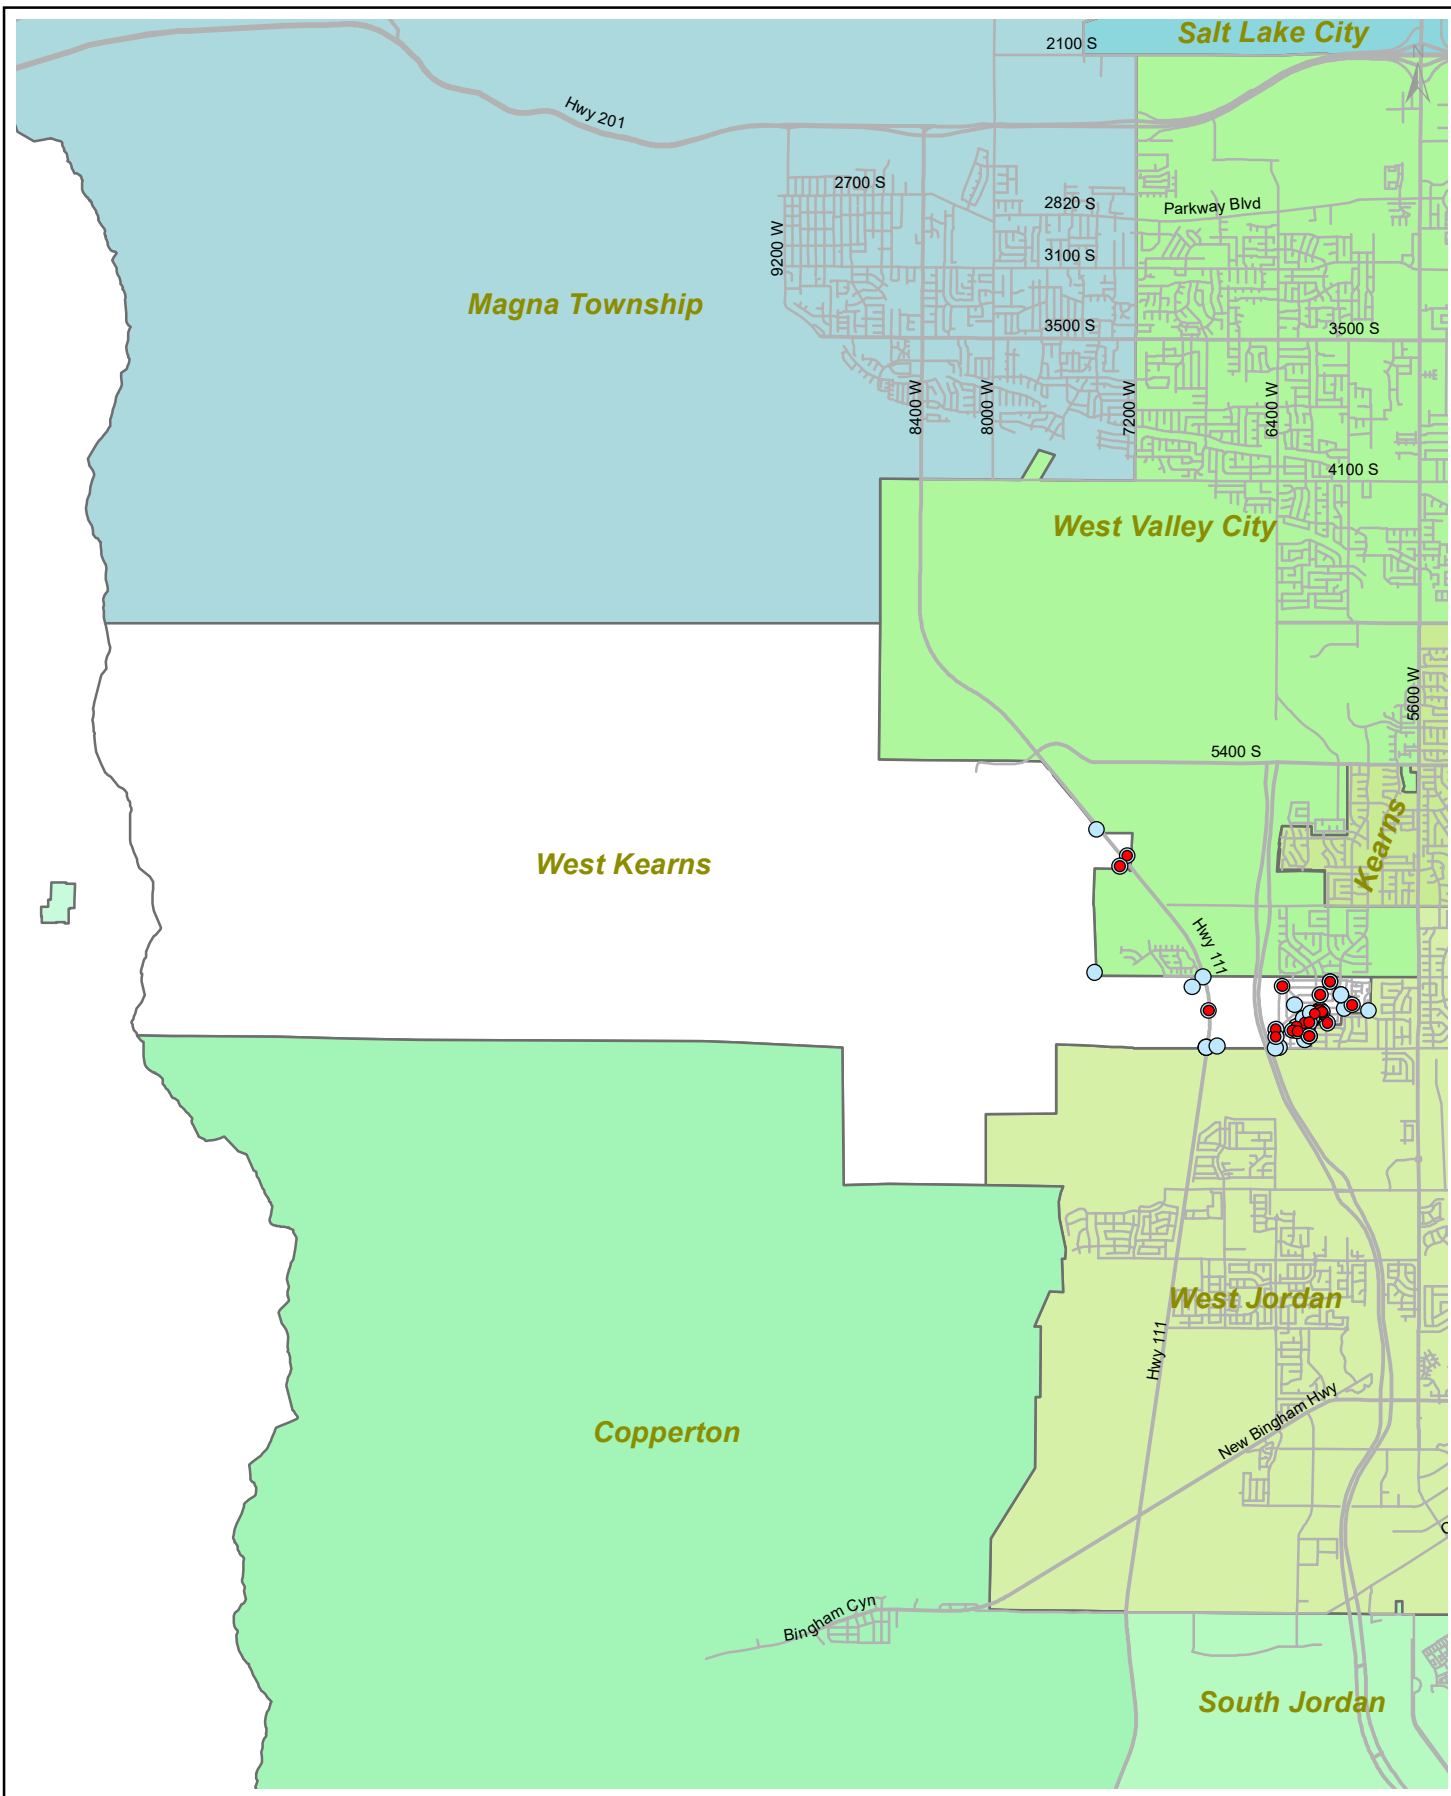 Salt Lake City
2100 S
N
Hwy 201
2700 S
2820 S
Parkway Blvd
9200 W
3100 S
Magna Township
3500 S
3500 S
8400 W
8000 W
7200 W
6400 W
4100 S
West Valley City
5600 W
5400 S
Kearns
West Kearns
Hwy 111
West Jordan
Hwy 111
New Bingham Hwy
Copperton
Bingham Cyn
South Jordan